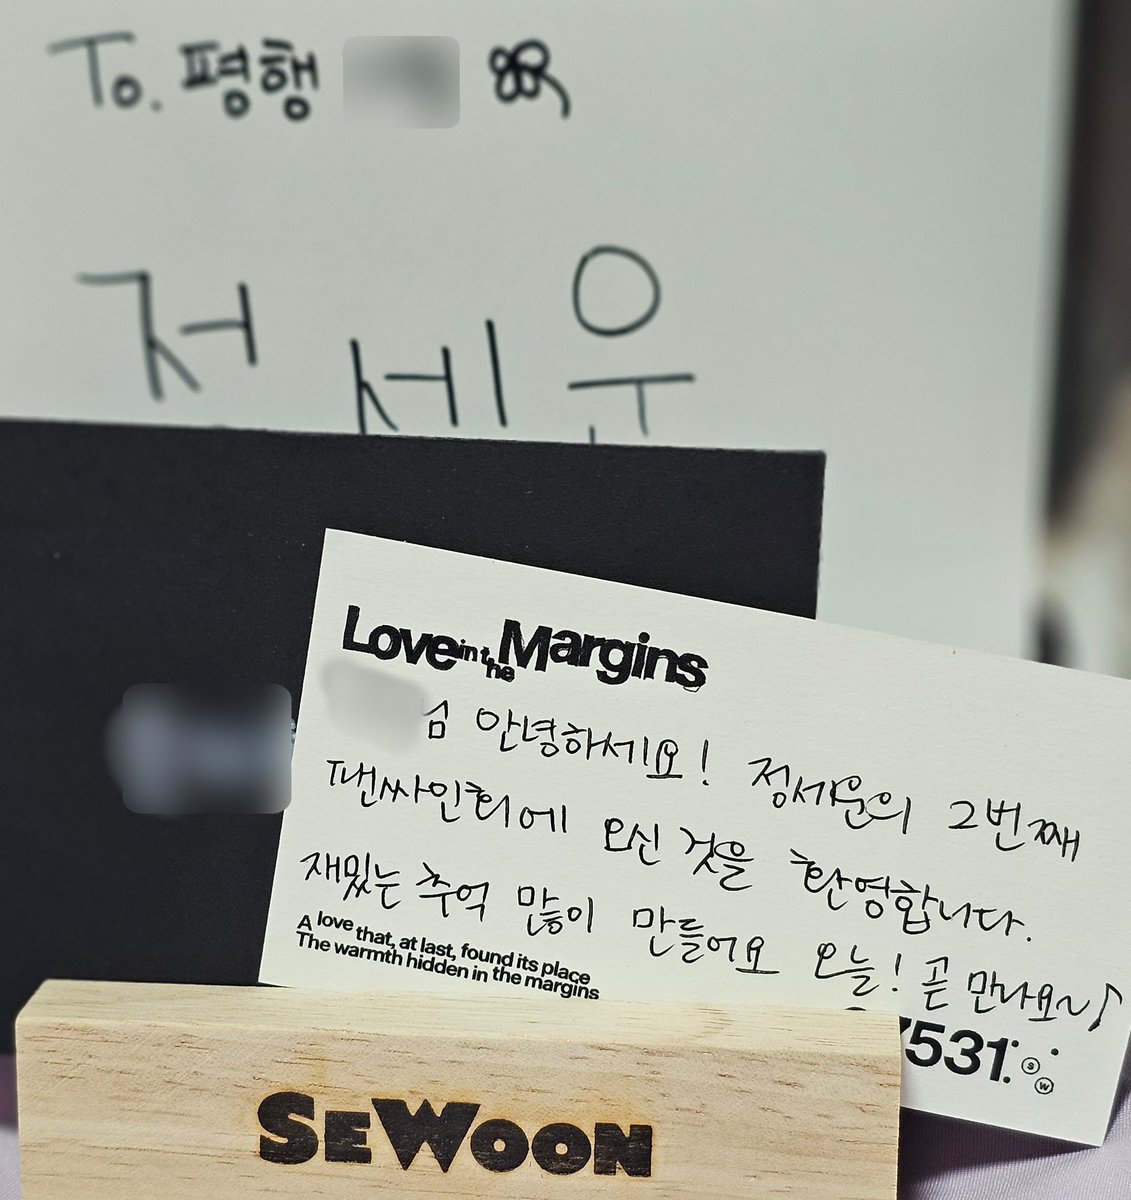 To. 평행
정세운
Love in the Margins
님 안녕하세요! 정세운의 2번째
팬싸인회에 오신 것을 환영합니다.
재밌는 추억 많이 만들어요 오늘! 곧 만나요~♪
A love that, at last, found its place
The warmth hidden in the margins
7531.
S
W
SEWOON